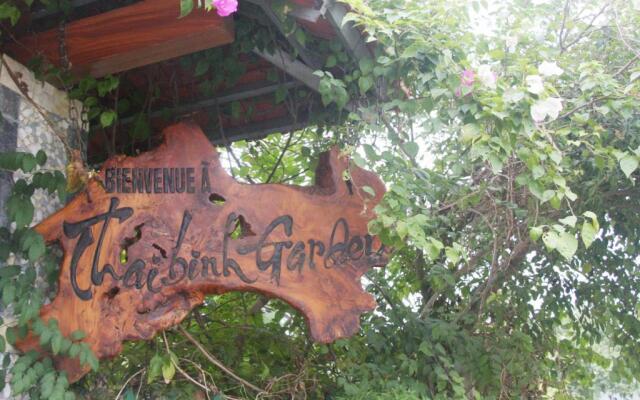 BIENVENUE À
Thaibinh Garden